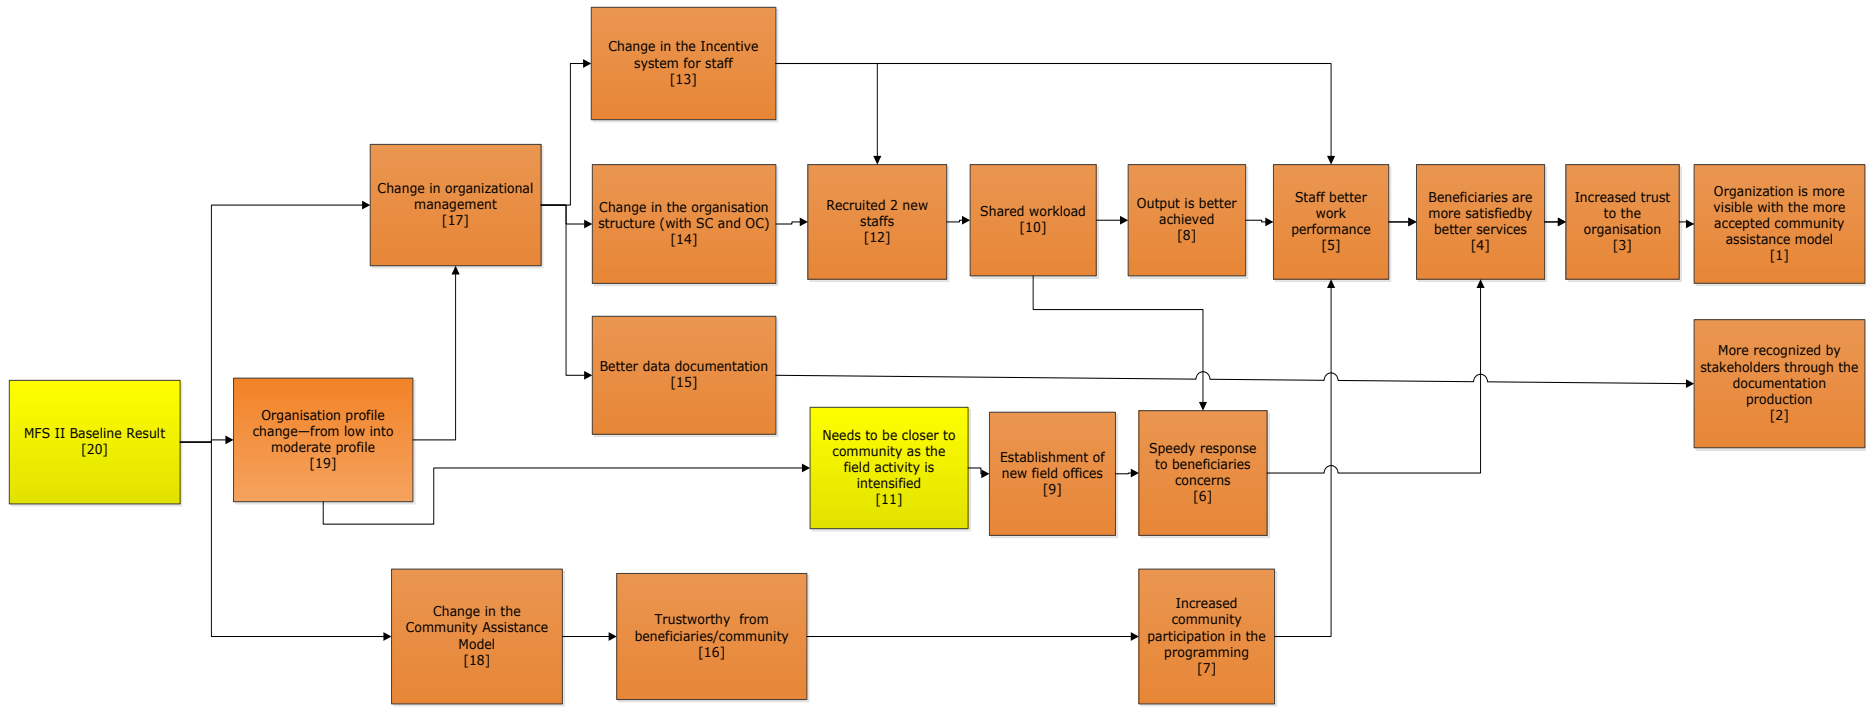 Change in the Incentive
system for staff
[13]
Change in organizational
management
[17]
Change in the organisation
structure (with SC and OC)
[14]
Recruited 2 new
staffs
[12]
Shared workload
[10]
Output is better
achieved
[8]
Staff better
work
performance
[5]
Beneficiaries are
more satisfiedby
better services
[4]
Increased trust
to the
organisation
[3]
Organization is more
visible with the more
accepted community
assistance model
[1]
Better data documentation
[15]
More recognized by
stakeholders through the
documentation
production
[2]
MFS II Baseline Result
[20]
Organisation profile
change—from low into
moderate profile
[19]
Needs to be closer to
community as the
field activity is
intensified
[11]
Establishment of
new field offices
[9]
Speedy response
to beneficiaries
concerns
[6]
Change in the
Community Assistance
Model
[18]
Trustworthy  from
beneficiaries/community
[16]
Increased
community
participation in the
programming
[7]